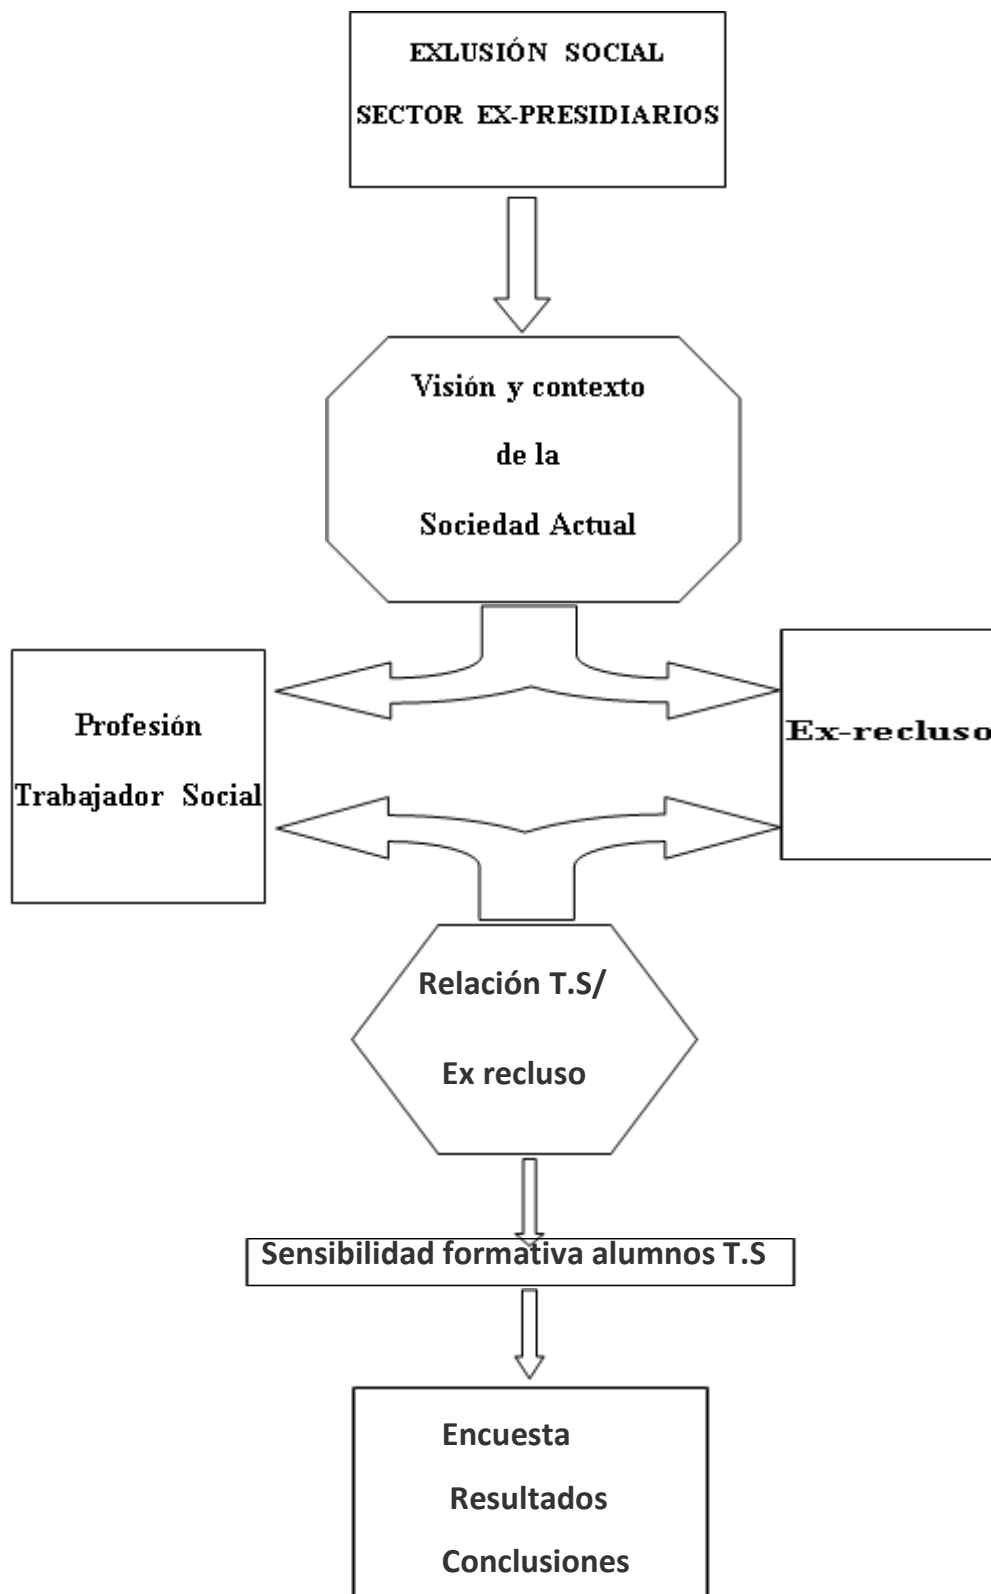 EXLUSIÓN SOCIAL
SECTOR EX-PRESIDIARIOS
Visión y contexto
de la
Sociedad Actual
Profesión
Trabajador Social
Ex-recluso
Relación T.S/
Ex recluso
Sensibilidad formativa alumnos T.S
Encuesta
Resultados
Conclusiones